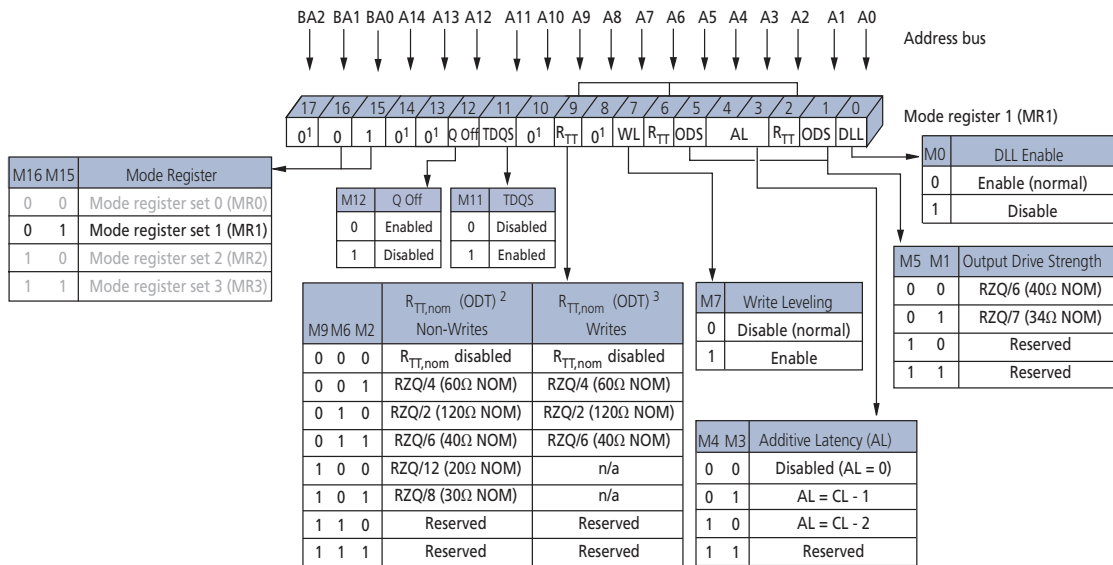 BA2 BA1 BA0 A14 A13 A12 A11 A10 A9 A8 A7 A6 A5 A4 A3 A2 A1 A0
Address bus
17 16 15 14 13 12 11 10 9 8 7 6 5 4 3 2 1 0
Mode register 1 (MR1)
0¹ 0 1 0¹ 0¹ Q Off TDQS 0¹ RTT 0¹ WL RTT ODS AL RTT ODS DLL
M16 M15 Mode Register
0 0 Mode register set 0 (MR0)
0 1 Mode register set 1 (MR1)
1 0 Mode register set 2 (MR2)
1 1 Mode register set 3 (MR3)
M12 Q Off
0 Enabled
1 Disabled
M11 TDQS
0 Disabled
1 Enabled
M0 DLL Enable
0 Enable (normal)
1 Disable
M5 M1 Output Drive Strength
0 0 RZQ/6 (40Ω NOM)
0 1 RZQ/7 (34Ω NOM)
1 0 Reserved
1 1 Reserved
M9 M6 M2 RTT,nom (ODT) ² Non-Writes RTT,nom (ODT) ³ Writes
0 0 0 RTT,nom disabled RTT,nom disabled
0 0 1 RZQ/4 (60Ω NOM) RZQ/4 (60Ω NOM)
0 1 0 RZQ/2 (120Ω NOM) RZQ/2 (120Ω NOM)
0 1 1 RZQ/6 (40Ω NOM) RZQ/6 (40Ω NOM)
1 0 0 RZQ/12 (20Ω NOM) n/a
1 0 1 RZQ/8 (30Ω NOM) n/a
1 1 0 Reserved Reserved
1 1 1 Reserved Reserved
M7 Write Leveling
0 Disable (normal)
1 Enable
M4 M3 Additive Latency (AL)
0 0 Disabled (AL = 0)
0 1 AL = CL - 1
1 0 AL = CL - 2
1 1 Reserved